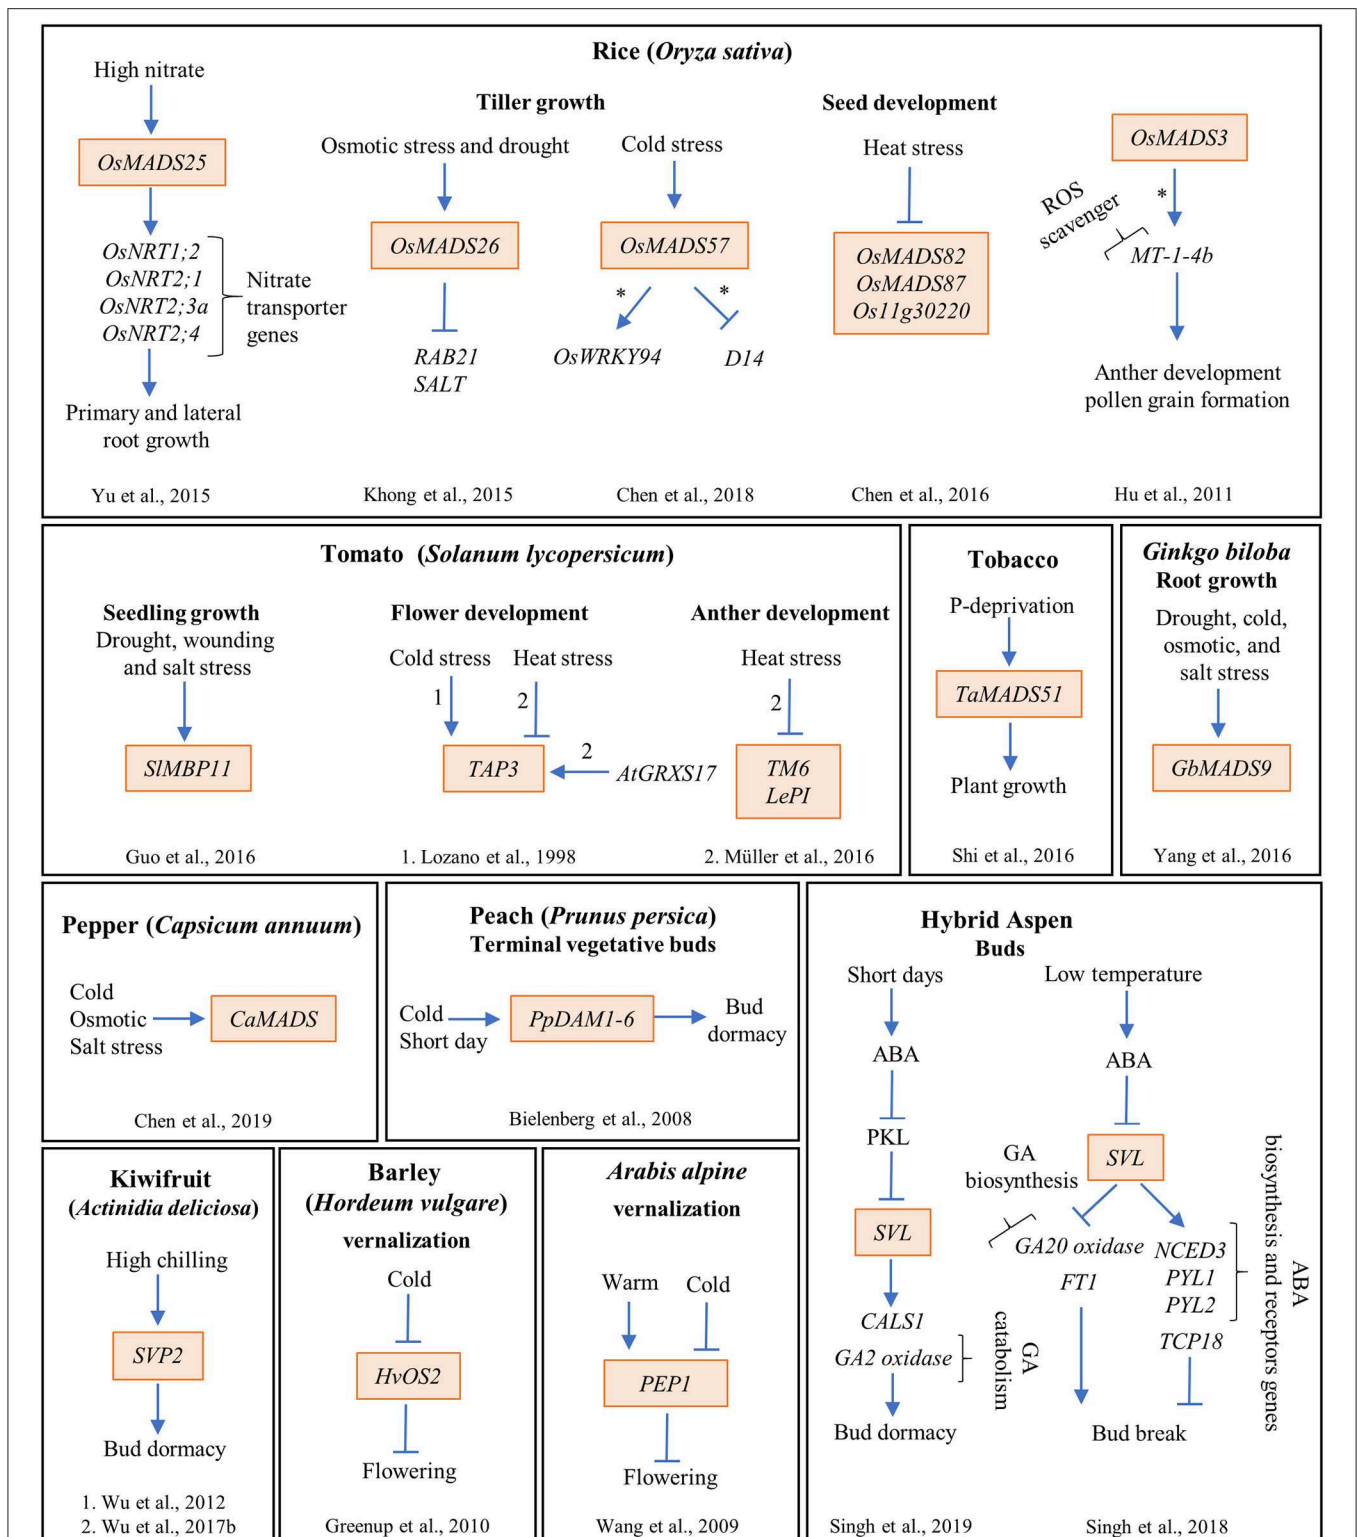 Rice (Oryza sativa)
High nitrate
OsMADS25
OsNRT1;2
OsNRT2;1
OsNRT2;3a
OsNRT2;4
Nitrate
transporter
genes
Primary and lateral
root growth
Yu et al., 2015
Tiller growth
Osmotic stress and drought
OsMADS26
RAB21
SALT
Khong et al., 2015
Cold stress
OsMADS57
*
*
OsWRKY94
D14
Chen et al., 2018
Seed development
Heat stress
OsMADS82
OsMADS87
Os11g30220
Chen et al., 2016
OsMADS3
*
ROS
scavenger
MT-1-4b
Anther development
pollen grain formation
Hu et al., 2011
Tomato (Solanum lycopersicum)
Seedling growth
Drought, wounding
and salt stress
SlMBP11
Guo et al., 2016
Flower development
Cold stress
Heat stress
1
2
TAP3
2
AtGRXS17
1. Lozano et al., 1998
Anther development
Heat stress
2
TM6
LePI
2. Müller et al., 2016
Tobacco
P-deprivation
TaMADS51
Plant growth
Shi et al., 2016
Ginkgo biloba
Root growth
Drought, cold,
osmotic, and
salt stress
GbMADS9
Yang et al., 2016
Pepper (Capsicum annuum)
Cold
Osmotic
Salt stress
CaMADS
Chen et al., 2019
Peach (Prunus persica)
Terminal vegetative buds
Cold
Short day
PpDAM1-6
Bud
dormacy
Bielenberg et al., 2008
Hybrid Aspen
Buds
Short days
ABA
PKL
SVL
CALS1
GA2 oxidase
GA
catabolism
Bud dormacy
Singh et al., 2019
Low temperature
ABA
SVL
GA
biosynthesis
GA20 oxidase
FT1
NCED3
PYL1
PYL2
TCP18
ABA
biosynthesis and receptors genes
Bud break
Singh et al., 2018
Kiwifruit
(Actinidia deliciosa)
High chilling
SVP2
Bud dormacy
1. Wu et al., 2012
2. Wu et al., 2017b
Barley
(Hordeum vulgare)
vernalization
Cold
HvOS2
Flowering
Greenup et al., 2010
Arabis alpine
vernalization
Warm
Cold
PEP1
Flowering
Wang et al., 2009